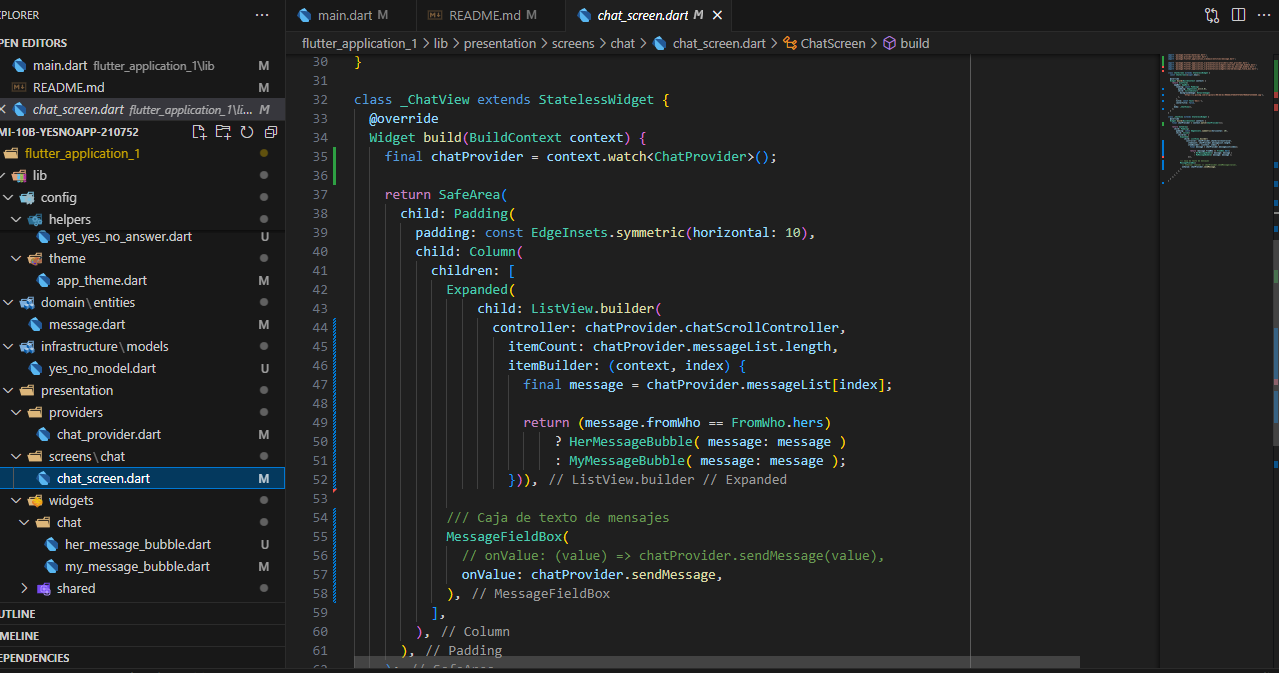 EXPLORER
···
main.dart M
README.md M
chat_screen.dart M
OPEN EDITORS
main.dart flutter_application_1\lib M
README.md M
chat_screen.dart flutter_application_1\li... M
MI-10B-YESNOAPP-210752
flutter_application_1
lib
config
helpers
get_yes_no_answer.dart U
theme
app_theme.dart M
domain\entities
message.dart M
infrastructure\models
yes_no_model.dart U
presentation
providers
chat_provider.dart M
screens\chat
chat_screen.dart M
widgets
chat
her_message_bubble.dart U
my_message_bubble.dart M
shared
OUTLINE
TIMELINE
DEPENDENCIES
flutter_application_1 > lib > presentation > screens > chat > chat_screen.dart > ChatScreen > build
30 }
31
32 class _ChatView extends StatelessWidget {
33 @override
34 Widget build(BuildContext context) {
35 final chatProvider = context.watch<ChatProvider>();
36
37 return SafeArea(
38 child: Padding(
39 padding: const EdgeInsets.symmetric(horizontal: 10),
40 child: Column(
41 children: [
42 Expanded(
43 child: ListView.builder(
44 controller: chatProvider.chatScrollController,
45 itemCount: chatProvider.messageList.length,
46 itemBuilder: (context, index) {
47 final message = chatProvider.messageList[index];
48
49 return (message.fromWho == FromWho.hers)
50 ? HerMessageBubble( message: message )
51 : MyMessageBubble( message: message );
52 })), // ListView.builder // Expanded
53
54 /// Caja de texto de mensajes
55 MessageFieldBox(
56 // onValue: (value) => chatProvider.sendMessage(value),
57 onValue: chatProvider.sendMessage,
58 ), // MessageFieldBox
59 ],
60 ), // Column
61 ), // Padding
62 ); // SafeArea